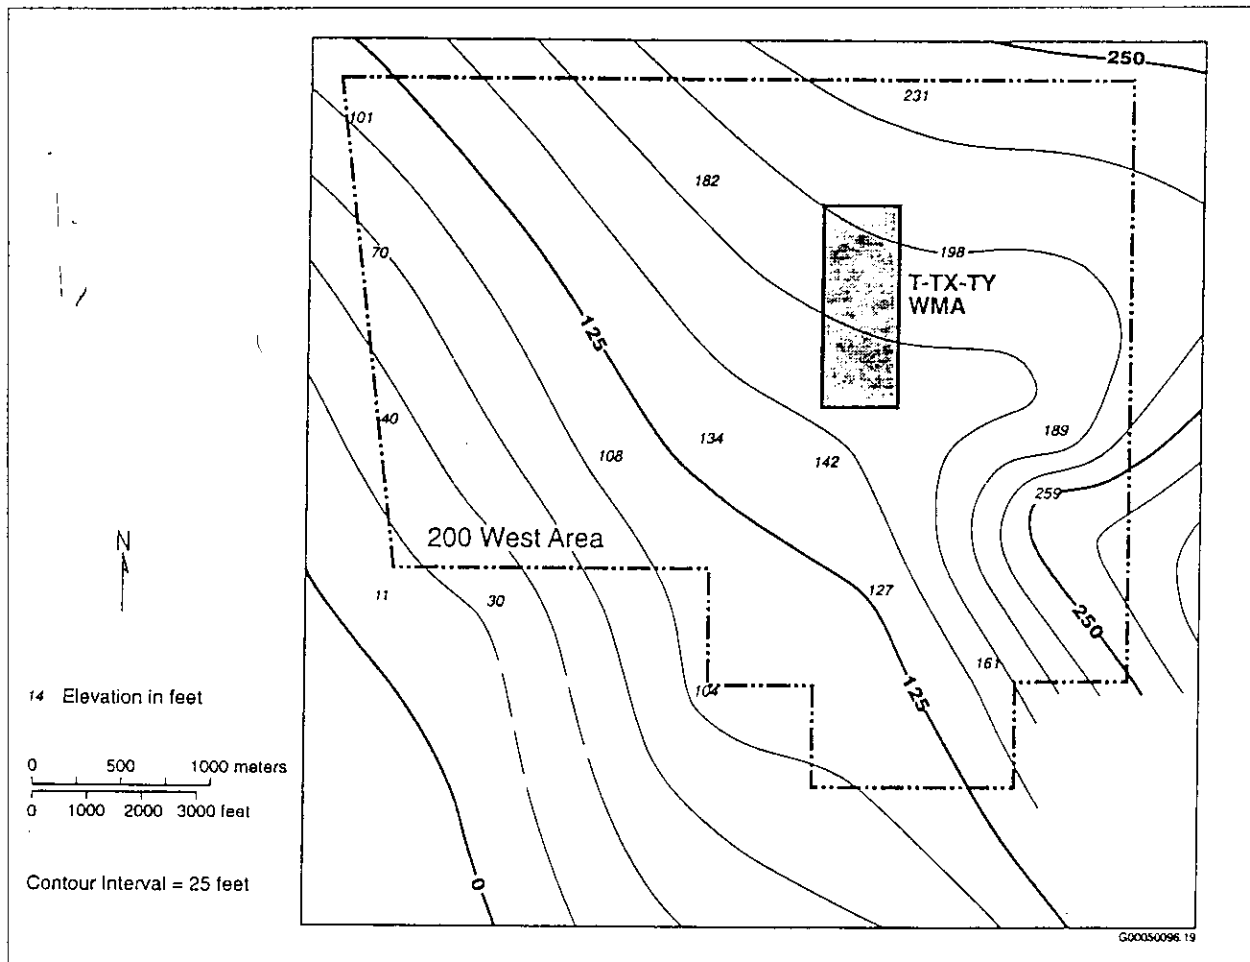 250
231
101
182
70
198
T-TX-TY
WMA
125
40
134
189
108
142
259
N
200 West Area
127
11
30
250
161
14 Elevation in feet
104
125
0 500 1000 meters
0 1000 2000 3000 feet
Contour Interval = 25 feet
0
G00050096.19